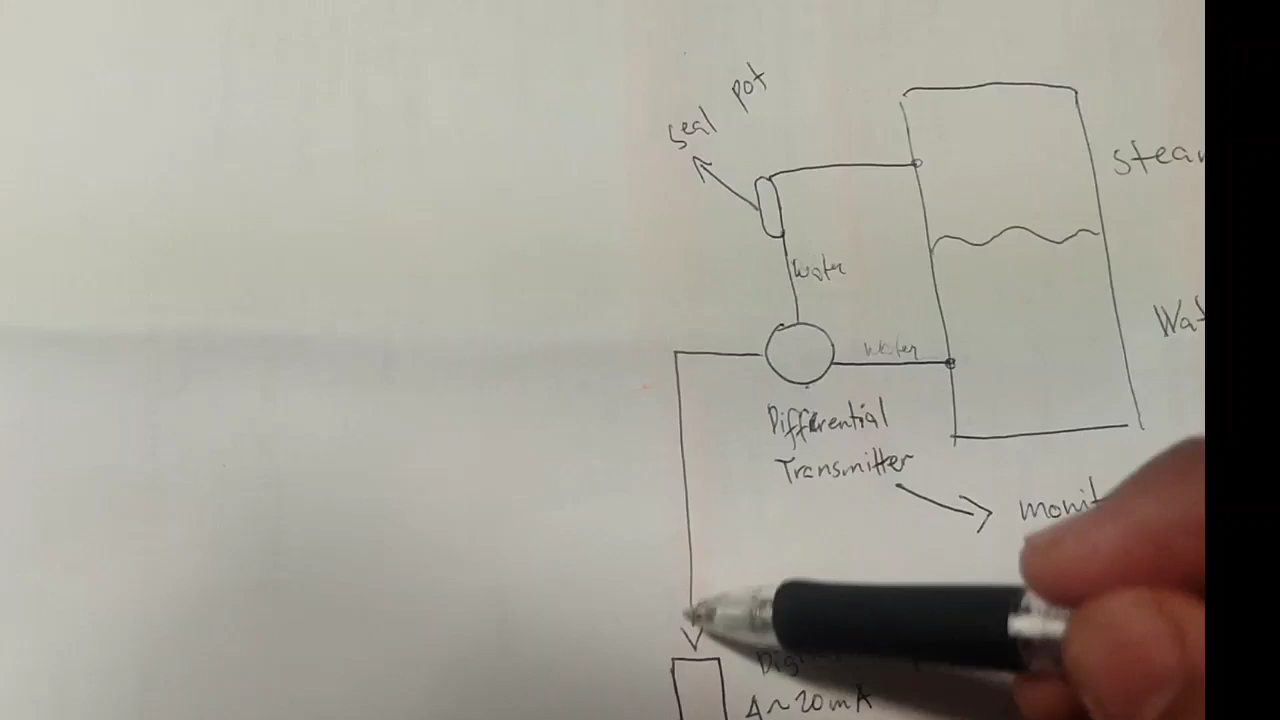 seal pot
steam
water
water
Wat
Differential
Transmitter
monit
4~20mA